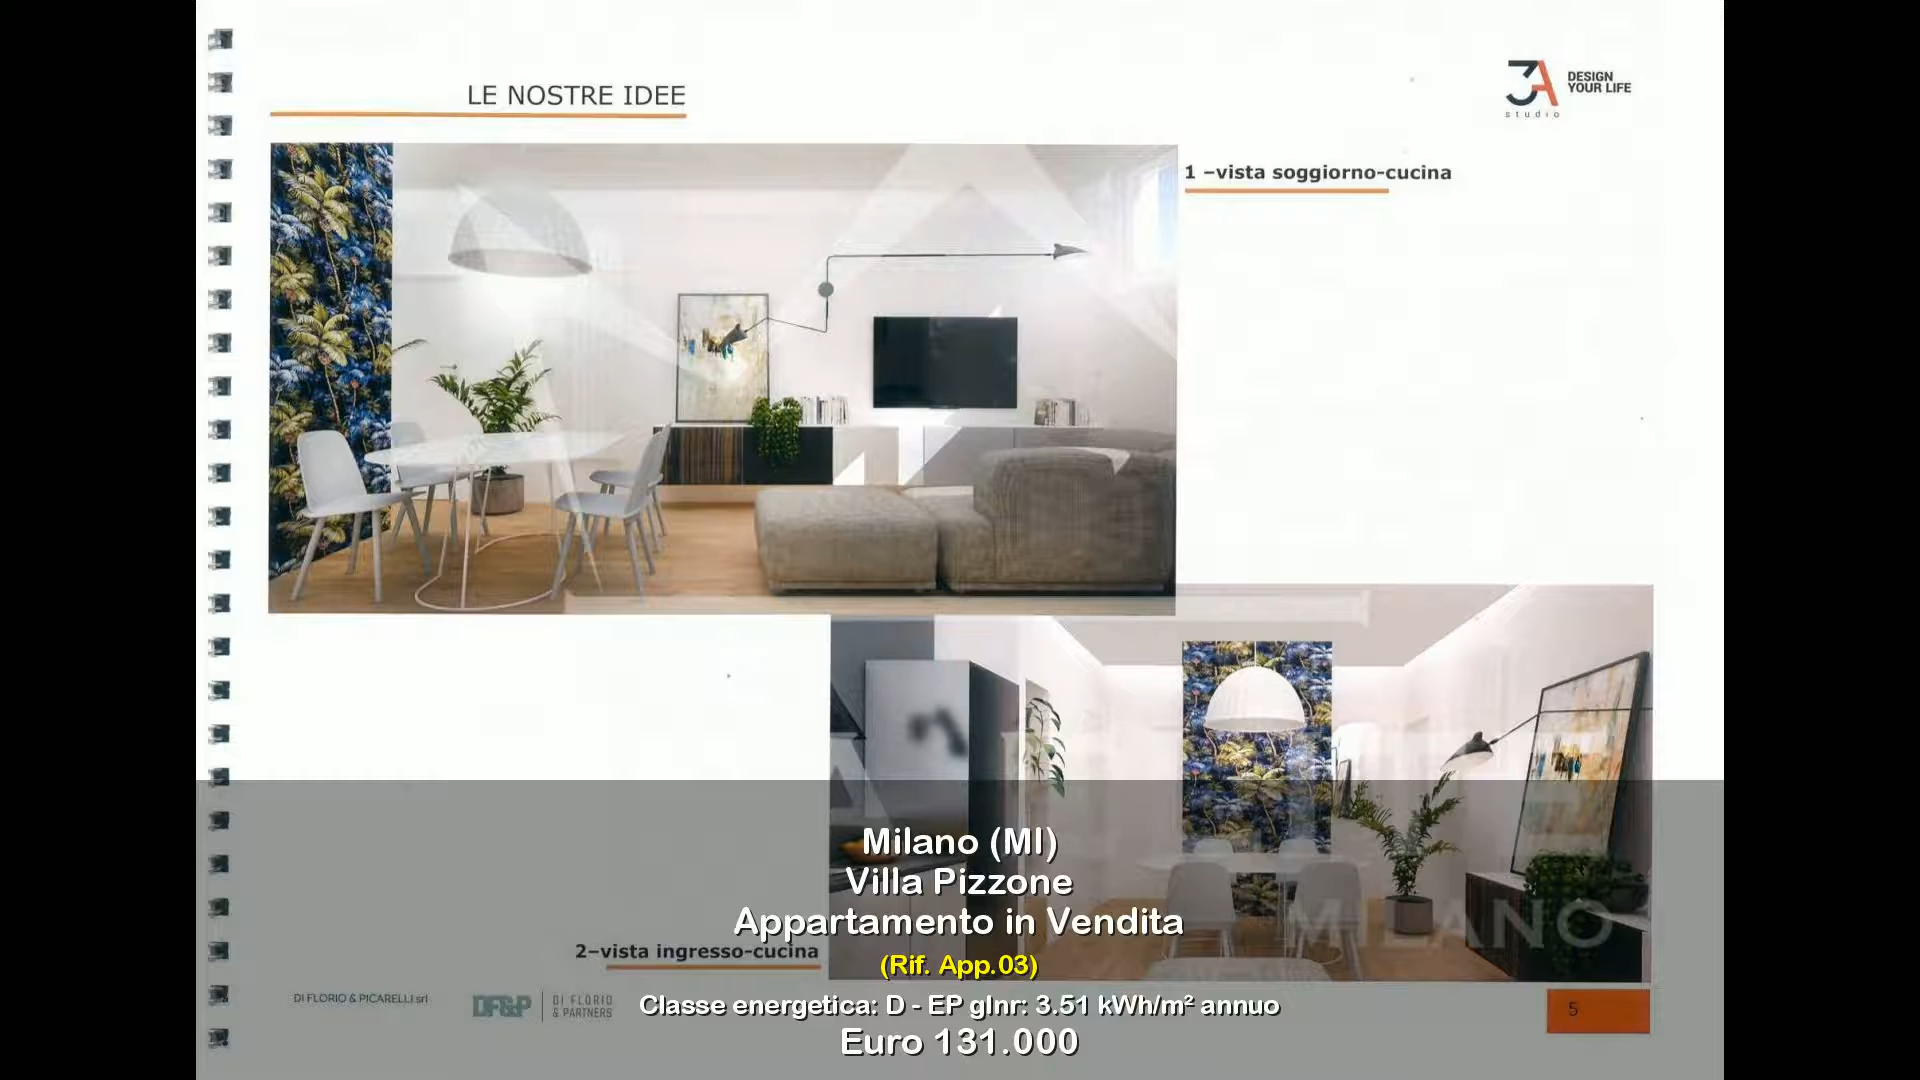 LE NOSTRE IDEE
3A
studio
DESIGN
YOUR LIFE
1 –vista soggiorno-cucina
MILANO
Milano (MI)
Villa Pizzone
Appartamento in Vendita
2–vista ingresso-cucina
(Rif. App.03)
DI FLORIO & PICARELLI srl
DF&P
DI FLORIO
& PARTNERS
Classe energetica: D - EP glnr: 3.51 kWh/m² annuo
5
Euro 131.000